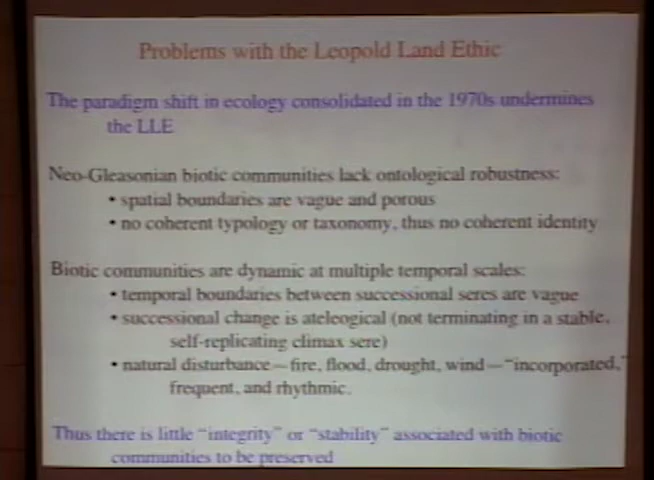 Problems with the Leopold Land Ethic
The paradigm shift in ecology consolidated in the 1970s undermines
the LLE
Neo-Gleasonian biotic communities lack ontological robustness:
• spatial boundaries are vague and porous
• no coherent typology or taxonomy, thus no coherent identity
Biotic communities are dynamic at multiple temporal scales:
• temporal boundaries between successional seres are vague
• successional change is ateleogical (not terminating in a stable,
self-replicating climax sere)
• natural disturbance—fire, flood, drought, wind—“incorporated,”
frequent, and rhythmic.
Thus there is little “integrity” or “stability” associated with biotic
communities to be preserved